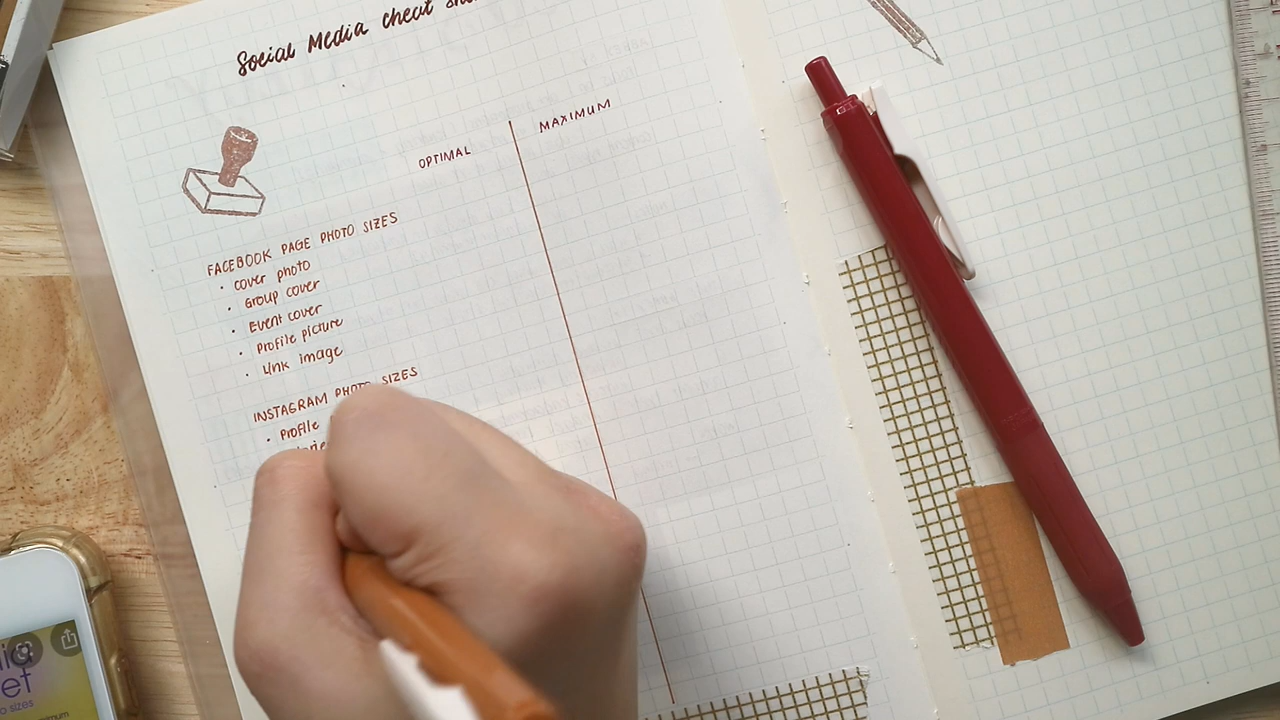 Social Media cheat
OPTIMAL
MAXIMUM
FACEBOOK PAGE PHOTO SIZES
• cover photo
• Group cover
• Event cover
• Profile picture
• Link image
INSTAGRAM PHOTO SIZES
• Profile